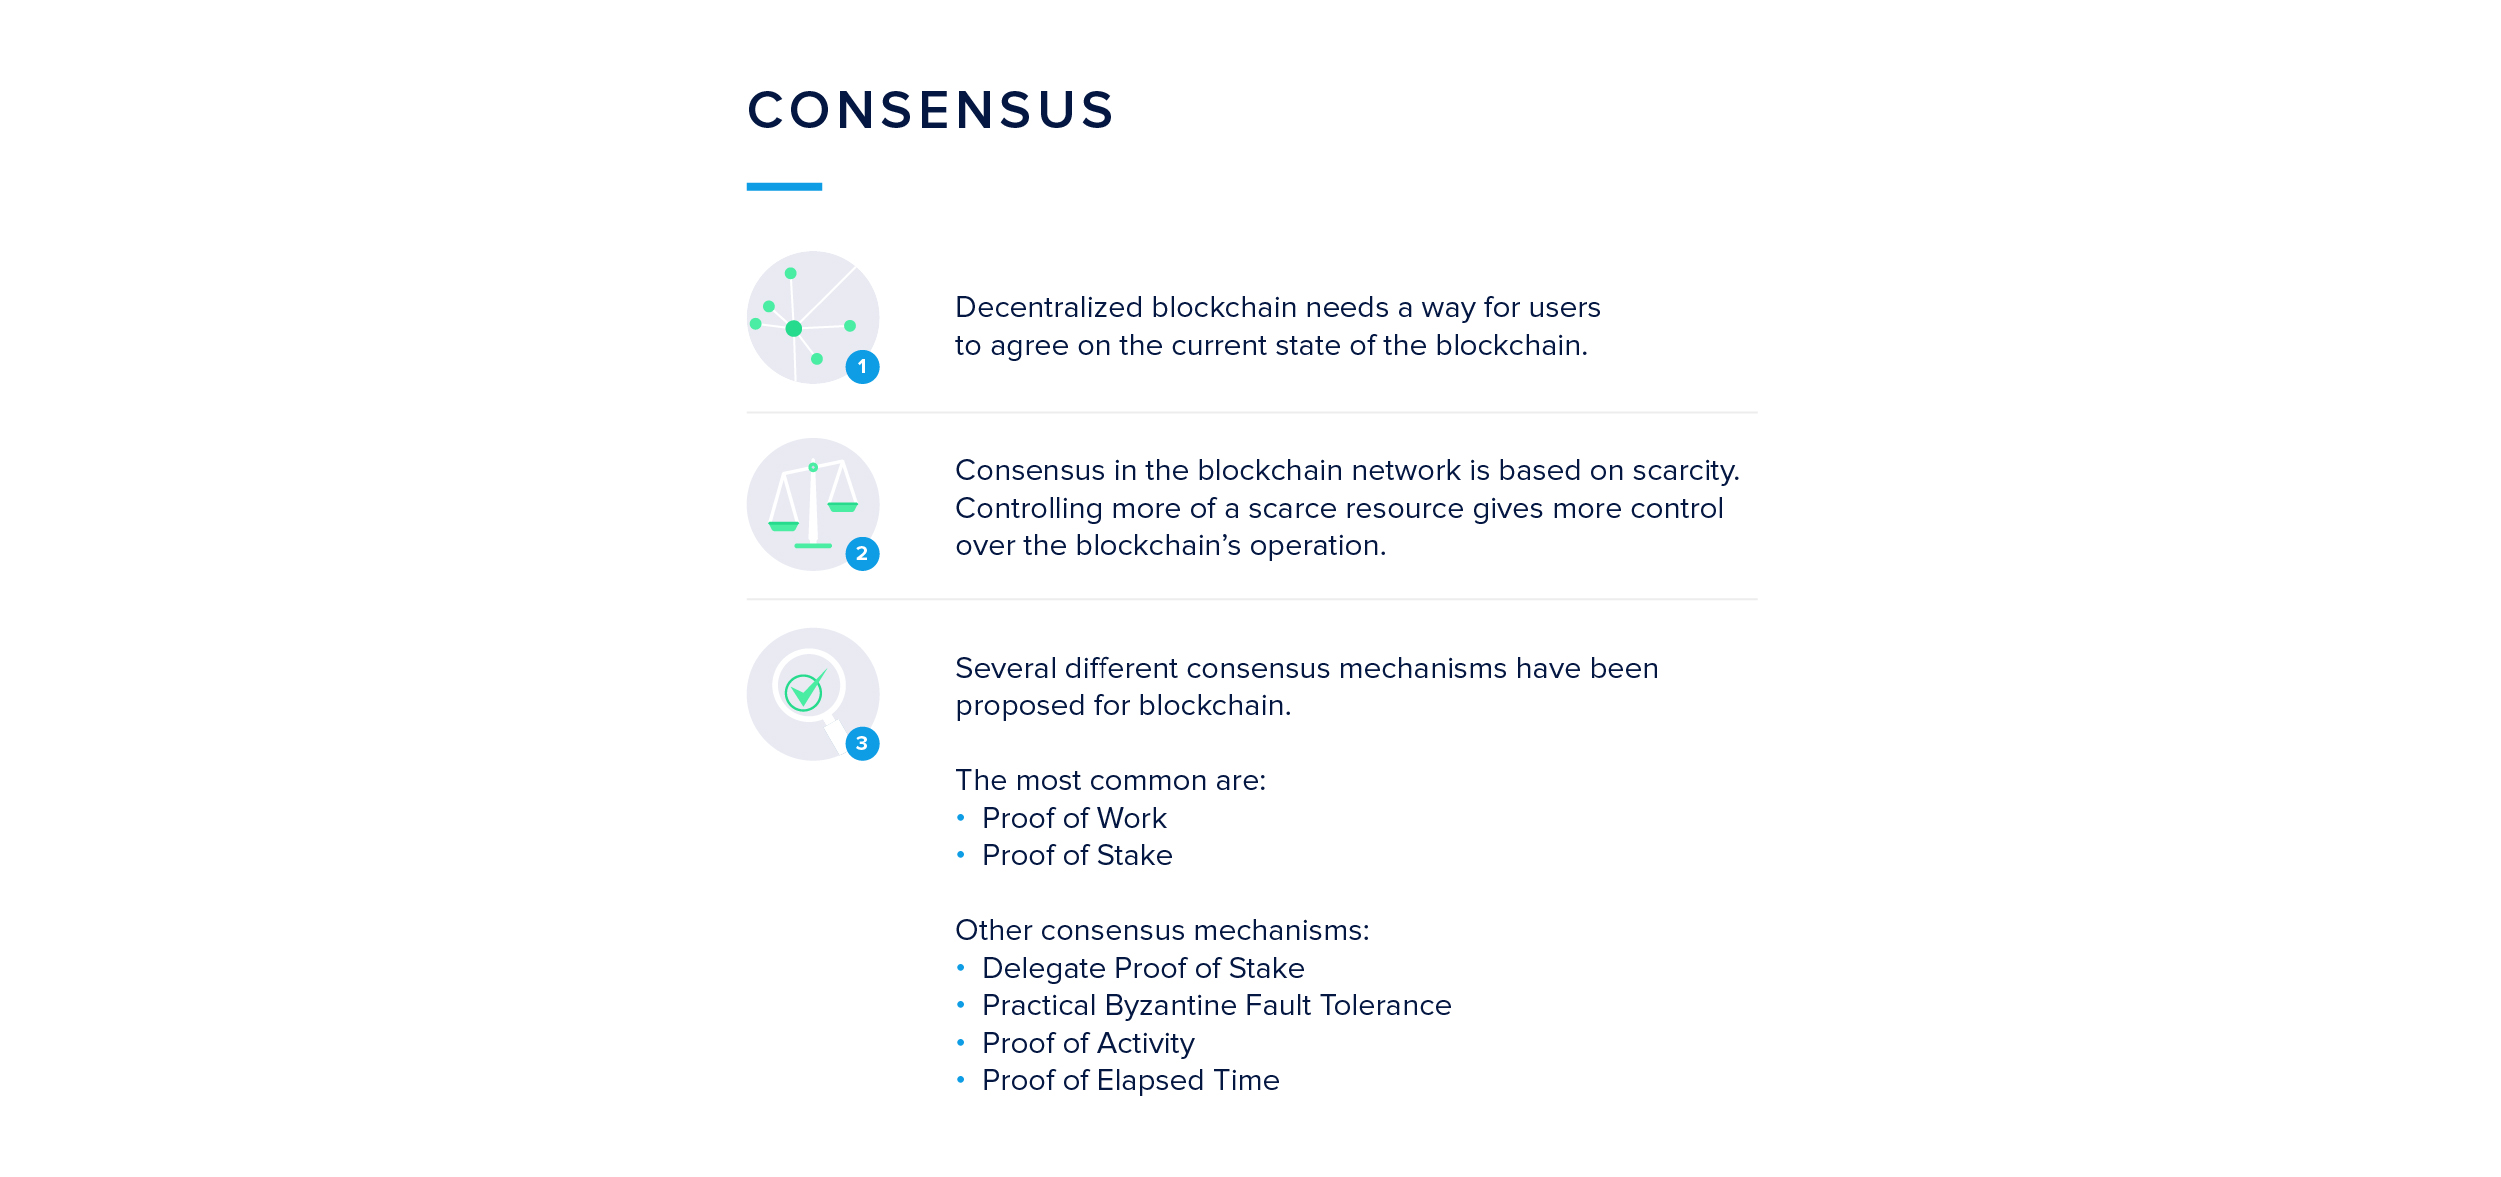 CONSENSUS
1
Decentralized blockchain needs a way for users
to agree on the current state of the blockchain.
2
Consensus in the blockchain network is based on scarcity.
Controlling more of a scarce resource gives more control
over the blockchain’s operation.
3
Several different consensus mechanisms have been
proposed for blockchain.
The most common are:
• Proof of Work
• Proof of Stake
Other consensus mechanisms:
• Delegate Proof of Stake
• Practical Byzantine Fault Tolerance
• Proof of Activity
• Proof of Elapsed Time